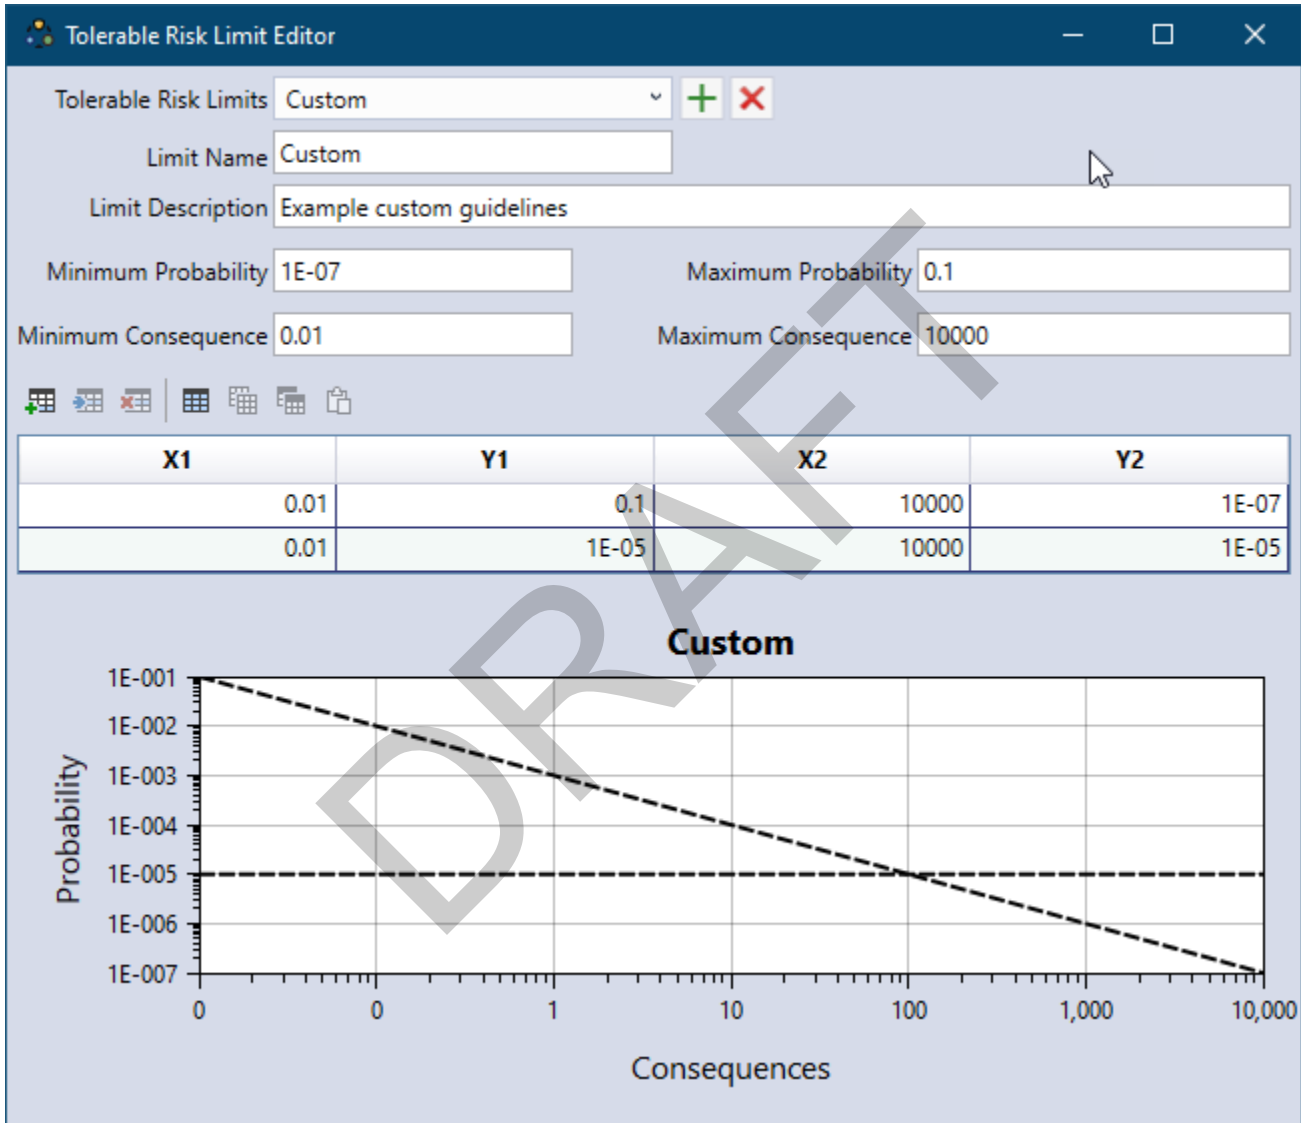 Tolerable Risk Limit Editor
Tolerable Risk Limits Custom
Limit Name Custom
Limit Description Example custom guidelines
Minimum Probability 1E-07 Maximum Probability 0.1
Minimum Consequence 0.01 Maximum Consequence 10000
X1 Y1 X2 Y2
0.01 0.1 10000 1E-07
0.01 1E-05 10000 1E-05
DRAFT
Custom
Probability
1E-001
1E-002
1E-003
1E-004
1E-005
1E-006
1E-007
0 0 1 10 100 1,000 10,000
Consequences